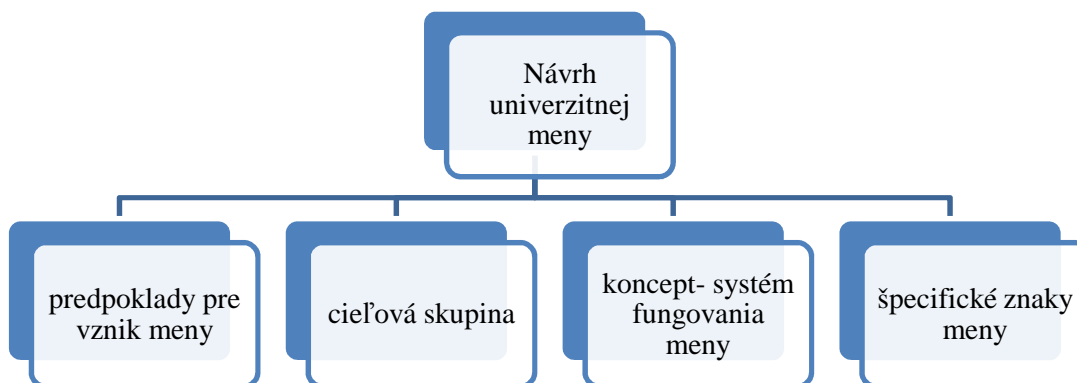 Návrh
univerzitnej
meny
predpoklady pre
vznik meny
cieľová skupina
koncept- systém
fungovania
meny
špecifické znaky
meny